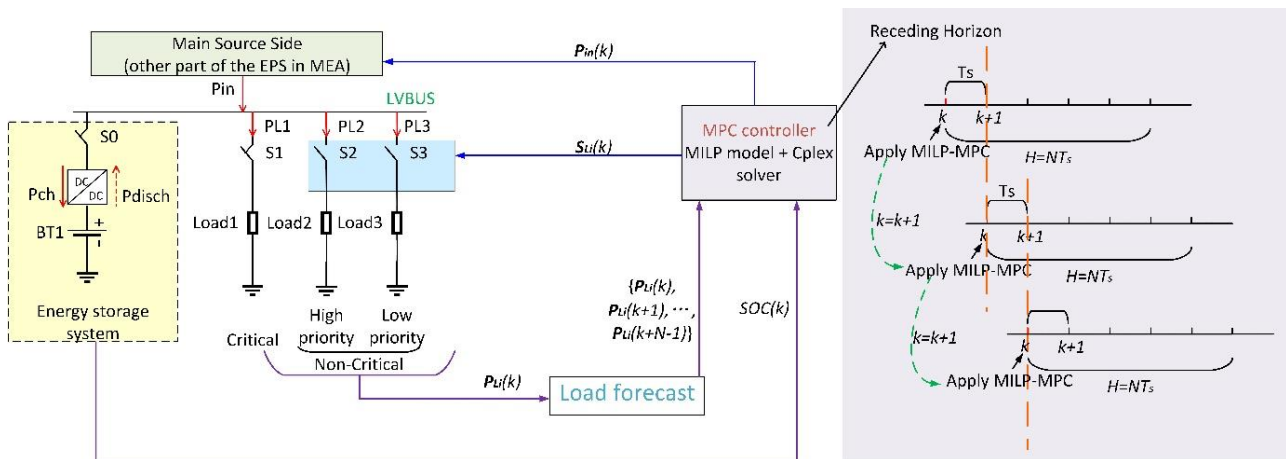 Main Source Side
(other part of the EPS in MEA)
Pin
LVBUS
S0
PL1
PL2
PL3
S1
S2
S3
Pch
DC
DC
Pdisch
BT1
+
-
Load1
Load2
Load3
Energy storage
system
Critical
High
priority
Low
priority
Non-Critical
Pin(k)
SLi(k)
MPC controller
MILP model + Cplex
solver
PLi(k)
Load forecast
{PLi(k),
PLi(k+1),···,
PLi(k+N-1)}
SOC(k)
Receding Horizon
Ts
k
k+1
Apply MILP-MPC
H=NTs
k=k+1
Ts
k
k+1
Apply MILP-MPC
H=NTs
k=k+1
k
k+1
Apply MILP-MPC
H=NTs